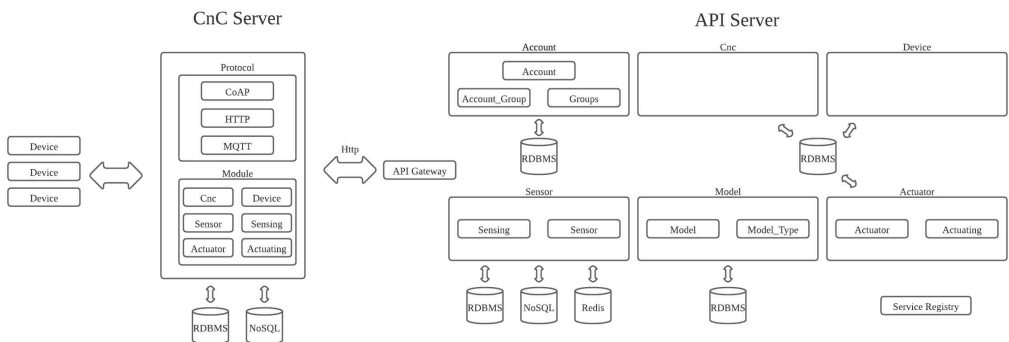 CnC Server
API Server
Protocol
CoAP
HTTP
MQTT
Module
Cnc
Device
Sensor
Sensing
Actuator
Actuating
Device
Device
Device
RDBMS
NoSQL
Http
API Gateway
Account
Account
Account_Group
Groups
RDBMS
Cnc
Device
RDBMS
Sensor
Sensing
Sensor
RDBMS
NoSQL
Redis
Model
Model
Model_Type
RDBMS
Actuator
Actuator
Actuating
Service Registry